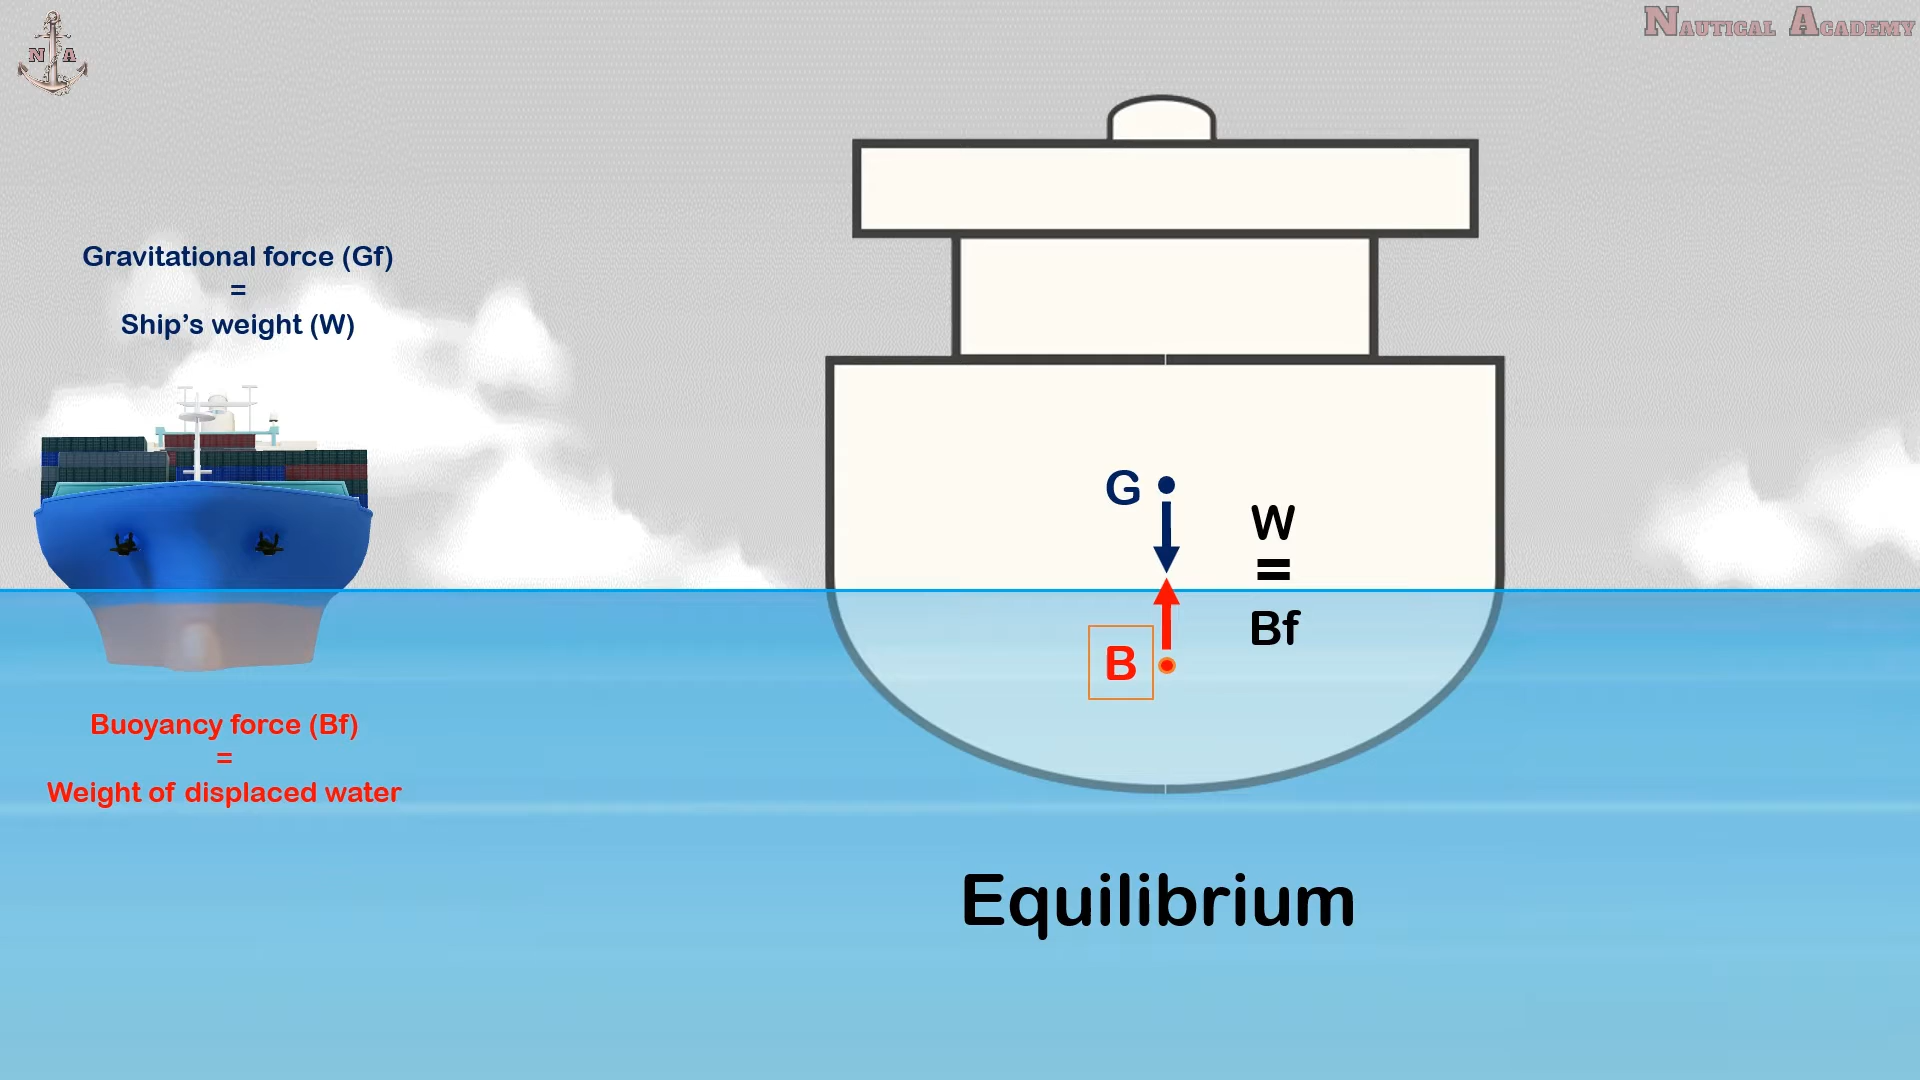 N A
Nautical Academy
Gravitational force (Gf)
=
Ship's weight (W)
G
W
=
Bf
B
Buoyancy force (Bf)
=
Weight of displaced water
Equilibrium